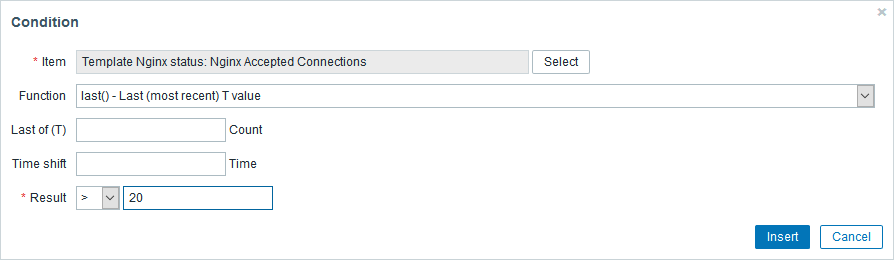 Condition
* Item Template Nginx status: Nginx Accepted Connections Select
Function last() - Last (most recent) T value
Last of (T) Count
Time shift Time
* Result > 20
Insert Cancel